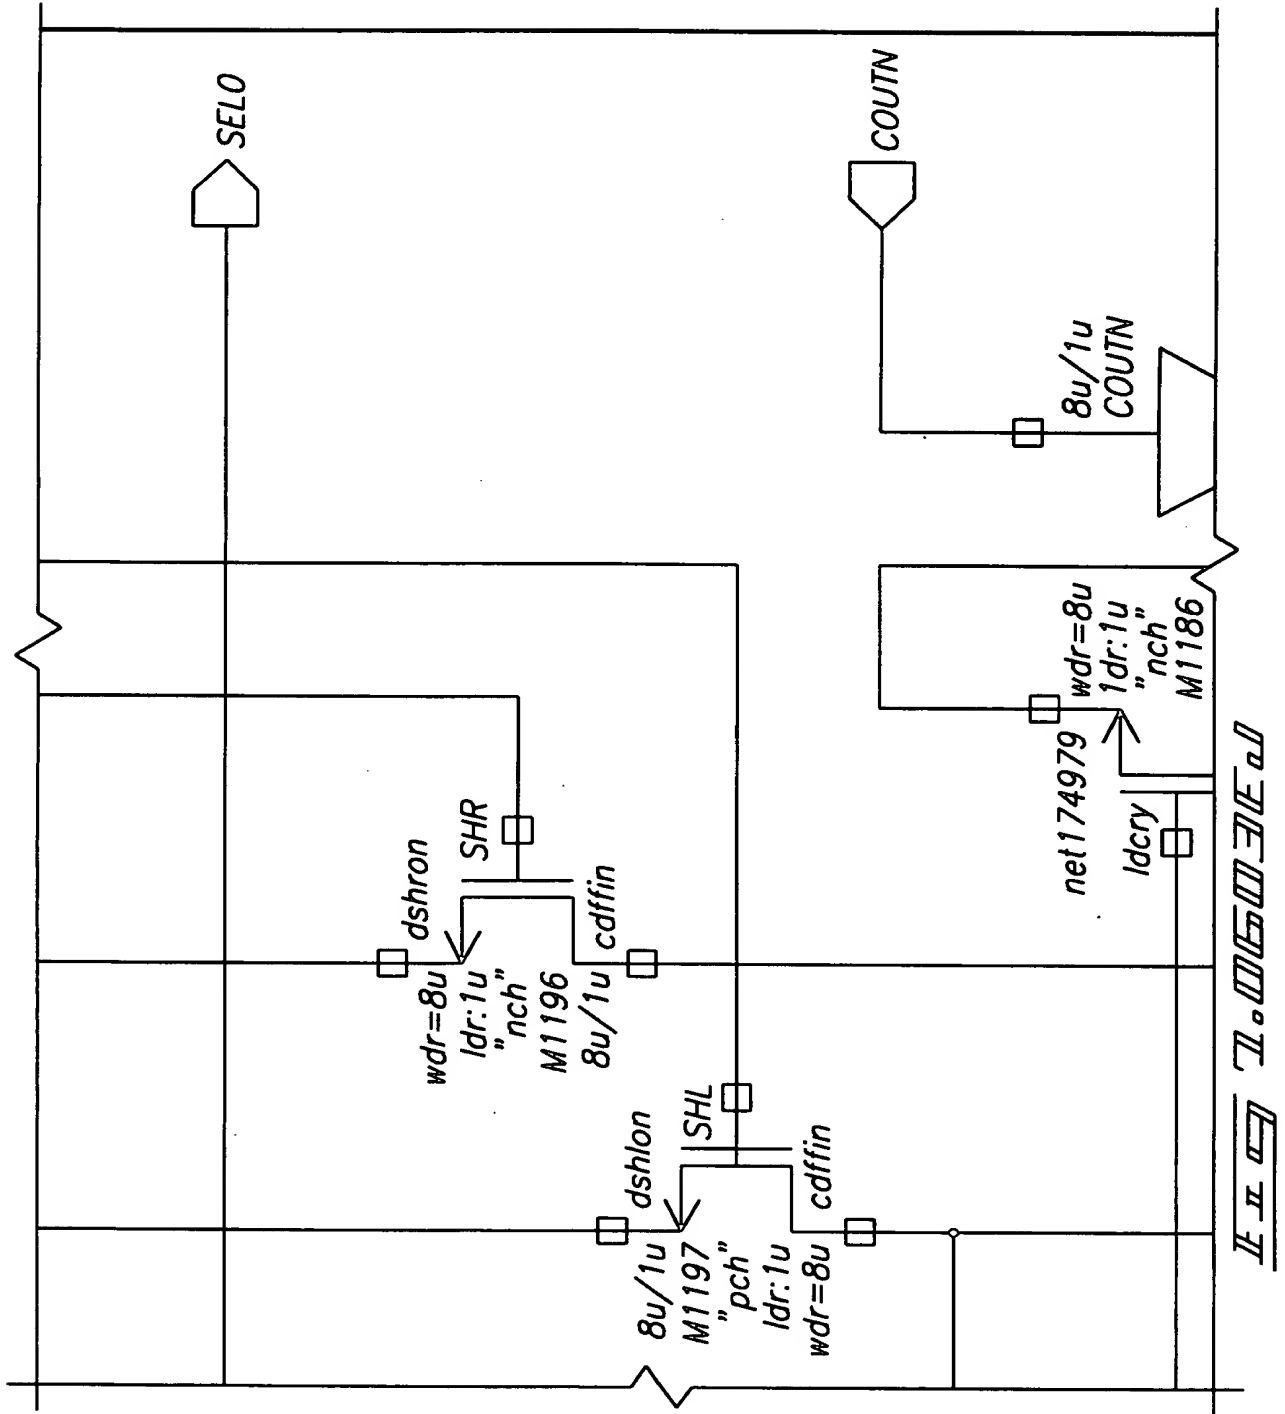 SELO
COUTN
8u/1u
COUTN
dshron
SHR
wdr=8u
ldr:1u
"nch"
M1196
8u/1u
cdffin
dshlon
SHL
8u/1u
M1197
"pch"
ldr:1u
wdr=8u
cdffin
wdr=8u
1dr:1u
"nch"
M1186
net174979
ldcry